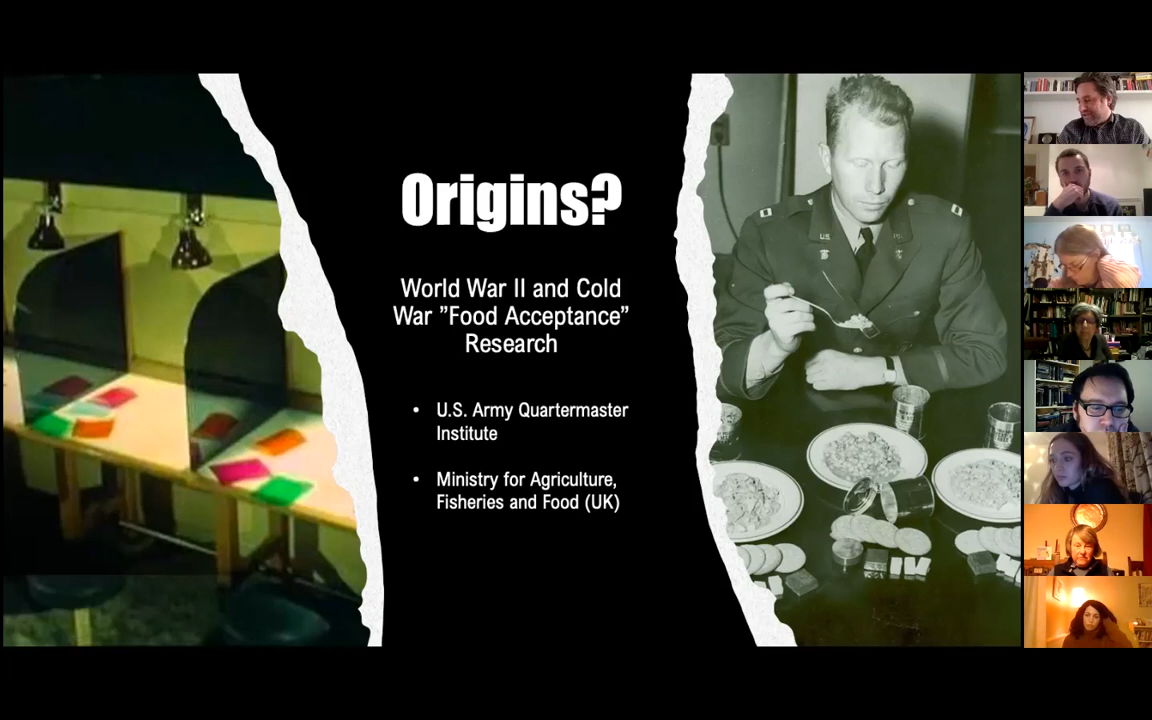 Origins?
World War II and Cold
War ”Food Acceptance”
Research
• U.S. Army Quartermaster
Institute
• Ministry for Agriculture,
Fisheries and Food (UK)